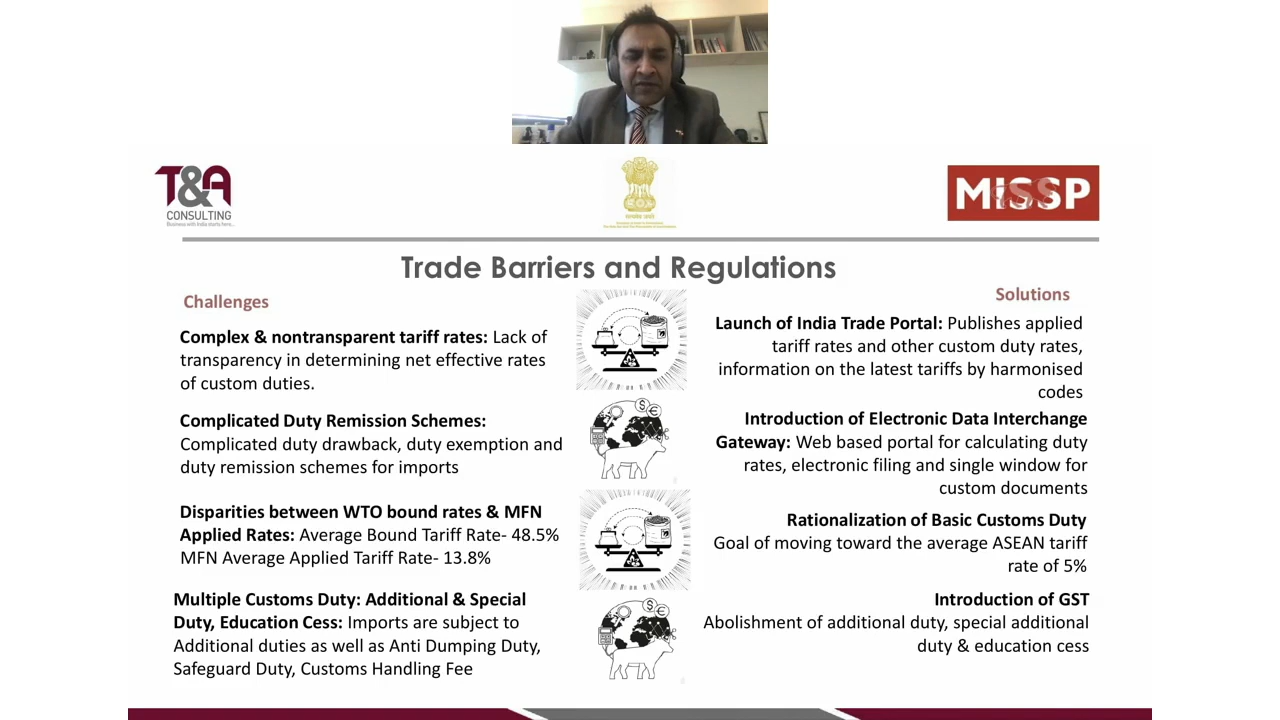 T&A
CONSULTING
Business with India starts here...
सत्यमेव जयते
MISSP
Trade Barriers and Regulations
Challenges
Complex & nontransparent tariff rates: Lack of
transparency in determining net effective rates
of custom duties.
Complicated Duty Remission Schemes:
Complicated duty drawback, duty exemption and
duty remission schemes for imports
Disparities between WTO bound rates & MFN
Applied Rates: Average Bound Tariff Rate- 48.5%
MFN Average Applied Tariff Rate- 13.8%
Multiple Customs Duty: Additional & Special
Duty, Education Cess: Imports are subject to
Additional duties as well as Anti Dumping Duty,
Safeguard Duty, Customs Handling Fee
Solutions
Launch of India Trade Portal: Publishes applied
tariff rates and other custom duty rates,
information on the latest tariffs by harmonised
codes
Introduction of Electronic Data Interchange
Gateway: Web based portal for calculating duty
rates, electronic filing and single window for
custom documents
Rationalization of Basic Customs Duty
Goal of moving toward the average ASEAN tariff
rate of 5%
Introduction of GST
Abolishment of additional duty, special additional
duty & education cess